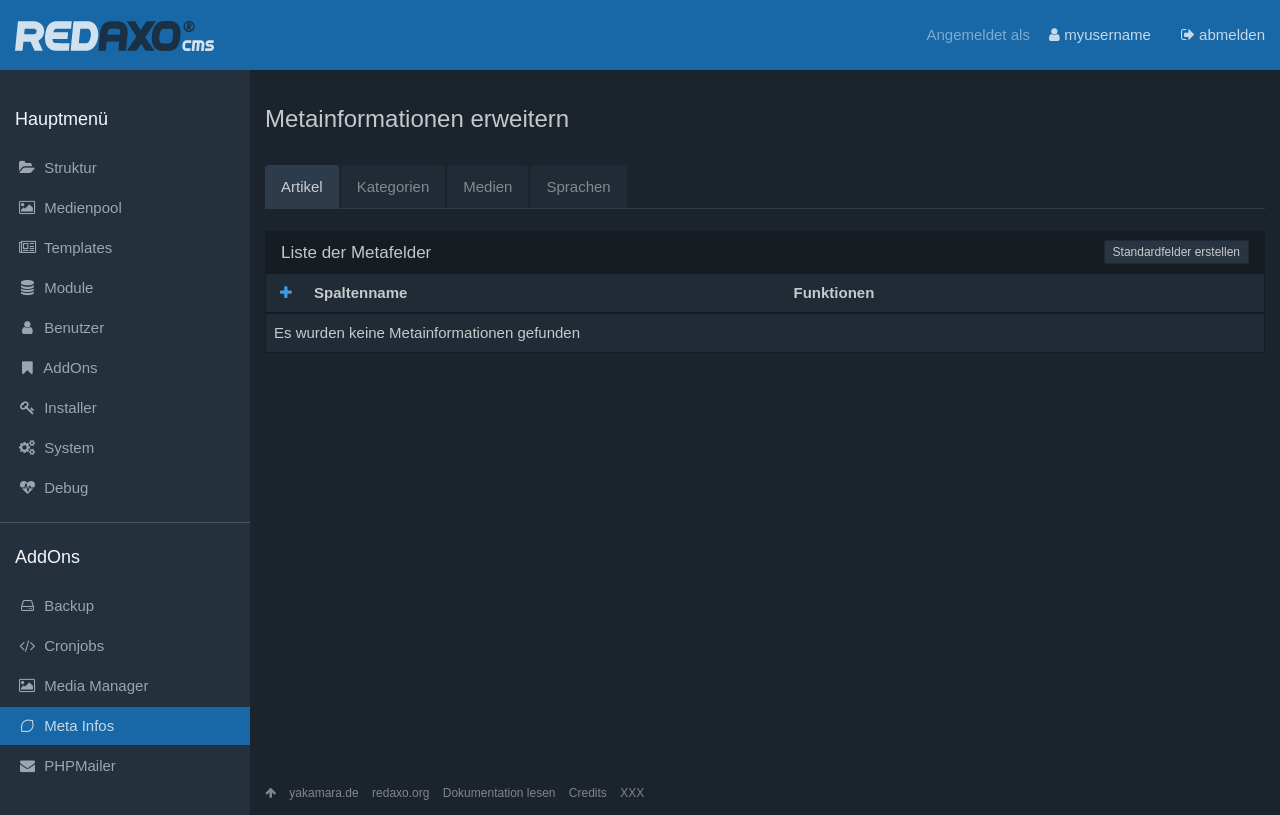 REDAXO® cms
Angemeldet als myusername abmelden
Hauptmenü
Struktur
Medienpool
Templates
Module
Benutzer
AddOns
Installer
System
Debug
AddOns
Backup
Cronjobs
Media Manager
Meta Infos
PHPMailer
Metainformationen erweitern
Artikel Kategorien Medien Sprachen
Liste der Metafelder Standardfelder erstellen
Spaltenname Funktionen
Es wurden keine Metainformationen gefunden
yakamara.de redaxo.org Dokumentation lesen Credits XXX